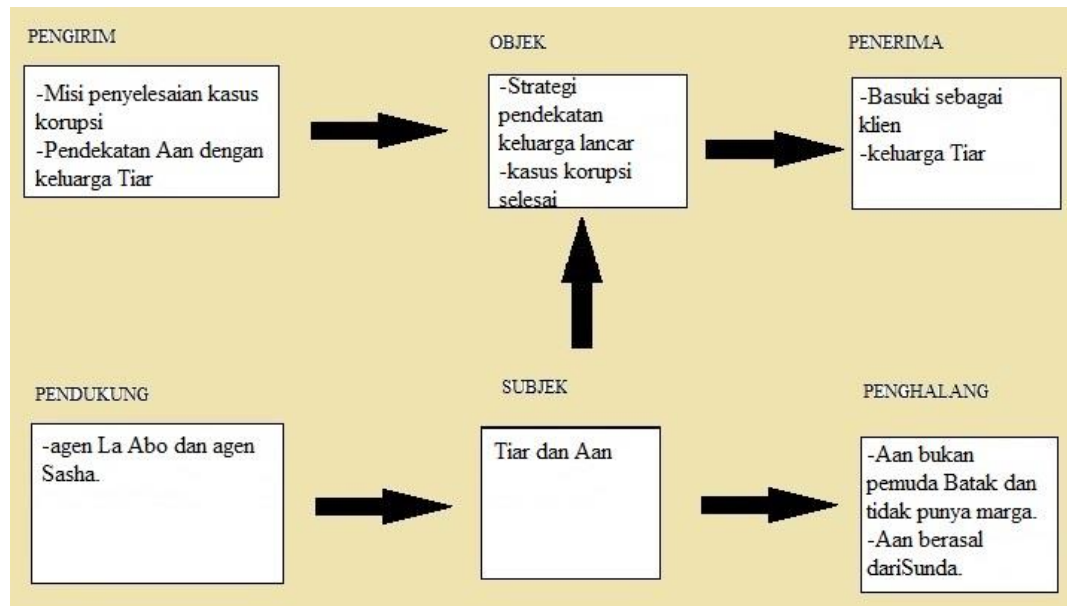 PENGIRIM
-Misi penyelesaian kasus
korupsi
-Pendekatan Aan dengan
keluarga Tiar
OBJEK
-Strategi
pendekatan
keluarga lancar
-kasus korupsi
selesai
PENERIMA
-Basuki sebagai
klien
-keluarga Tiar
PENDUKUNG
-agen La Abo dan agen
Sasha.
SUBJEK
Tiar dan Aan
PENGHALANG
-Aan bukan
pemuda Batak dan
tidak punya marga.
-Aan berasal
dariSunda.